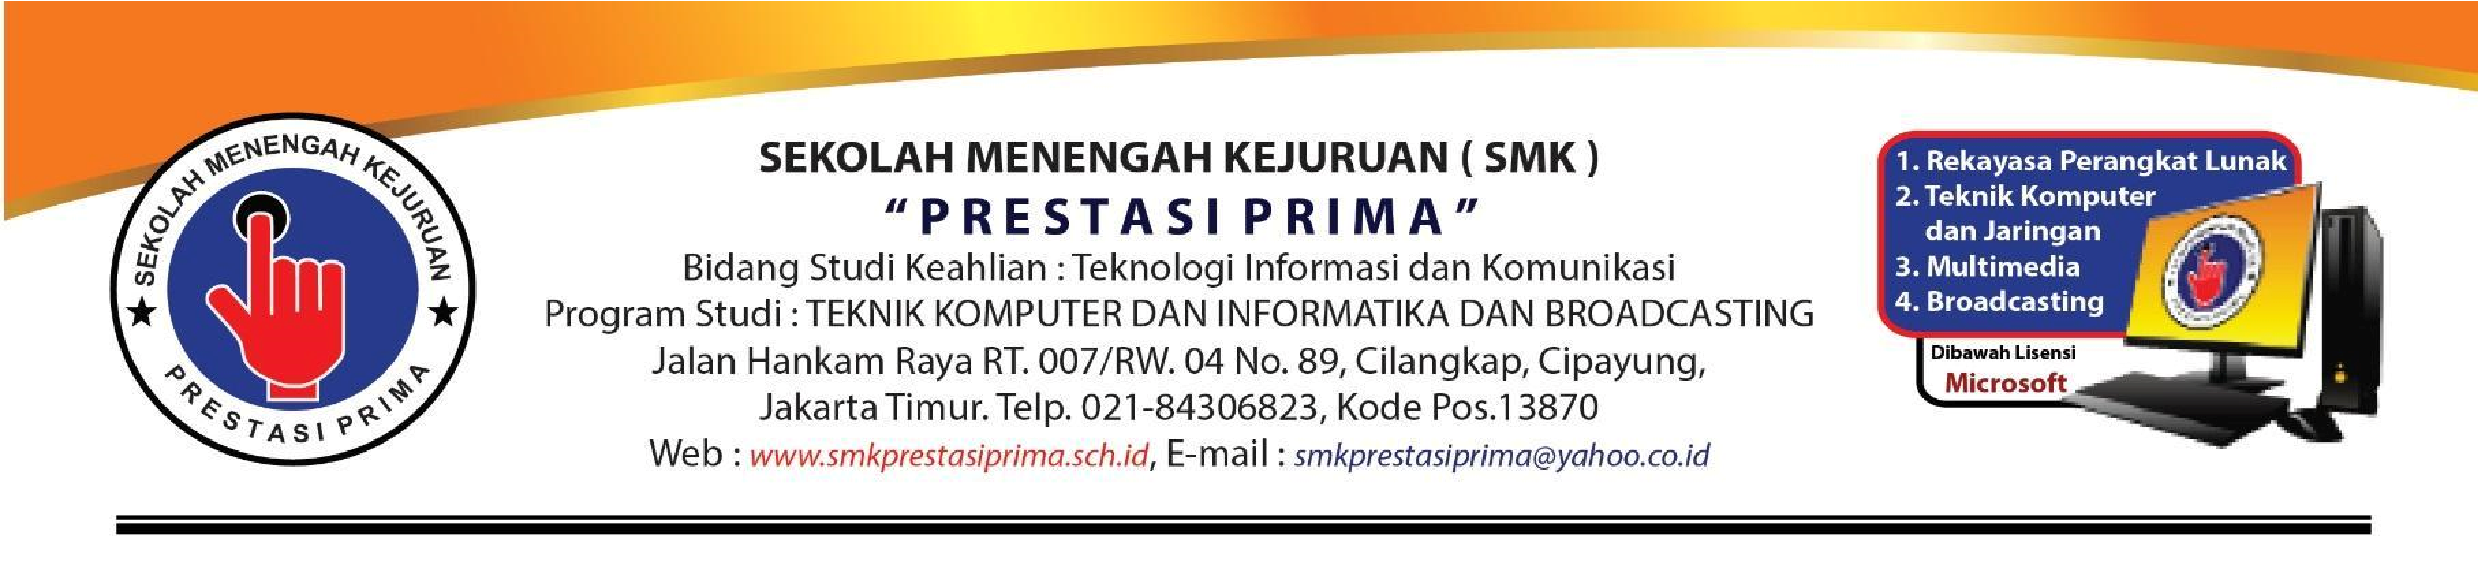 SEKOLAH MENENGAH KEJURUAN
PRESTASI PRIMA
SEKOLAH MENENGAH KEJURUAN ( SMK )
“ P R E S T A S I P R I M A ”
Bidang Studi Keahlian : Teknologi Informasi dan Komunikasi
Program Studi : TEKNIK KOMPUTER DAN INFORMATIKA DAN BROADCASTING
Jalan Hankam Raya RT. 007/RW. 04 No. 89, Cilangkap, Cipayung,
Jakarta Timur. Telp. 021-84306823, Kode Pos.13870
Web : www.smkprestasiprima.sch.id, E-mail : smkprestasiprima@yahoo.co.id
1. Rekayasa Perangkat Lunak
2. Teknik Komputer
dan Jaringan
3. Multimedia
4. Broadcasting
Dibawah Lisensi
Microsoft